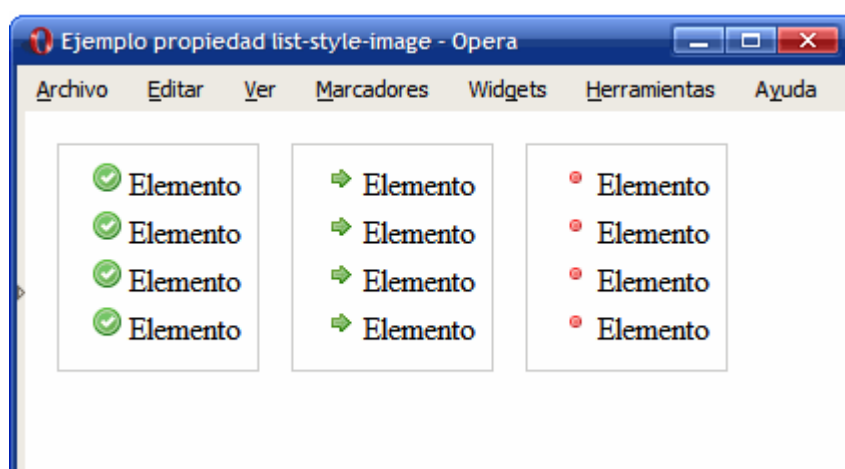 Ejemplo propiedad list-style-image - Opera
Archivo Editar Ver Marcadores Widgets Herramientas Ayuda
Elemento Elemento Elemento
Elemento Elemento Elemento
Elemento Elemento Elemento
Elemento Elemento Elemento